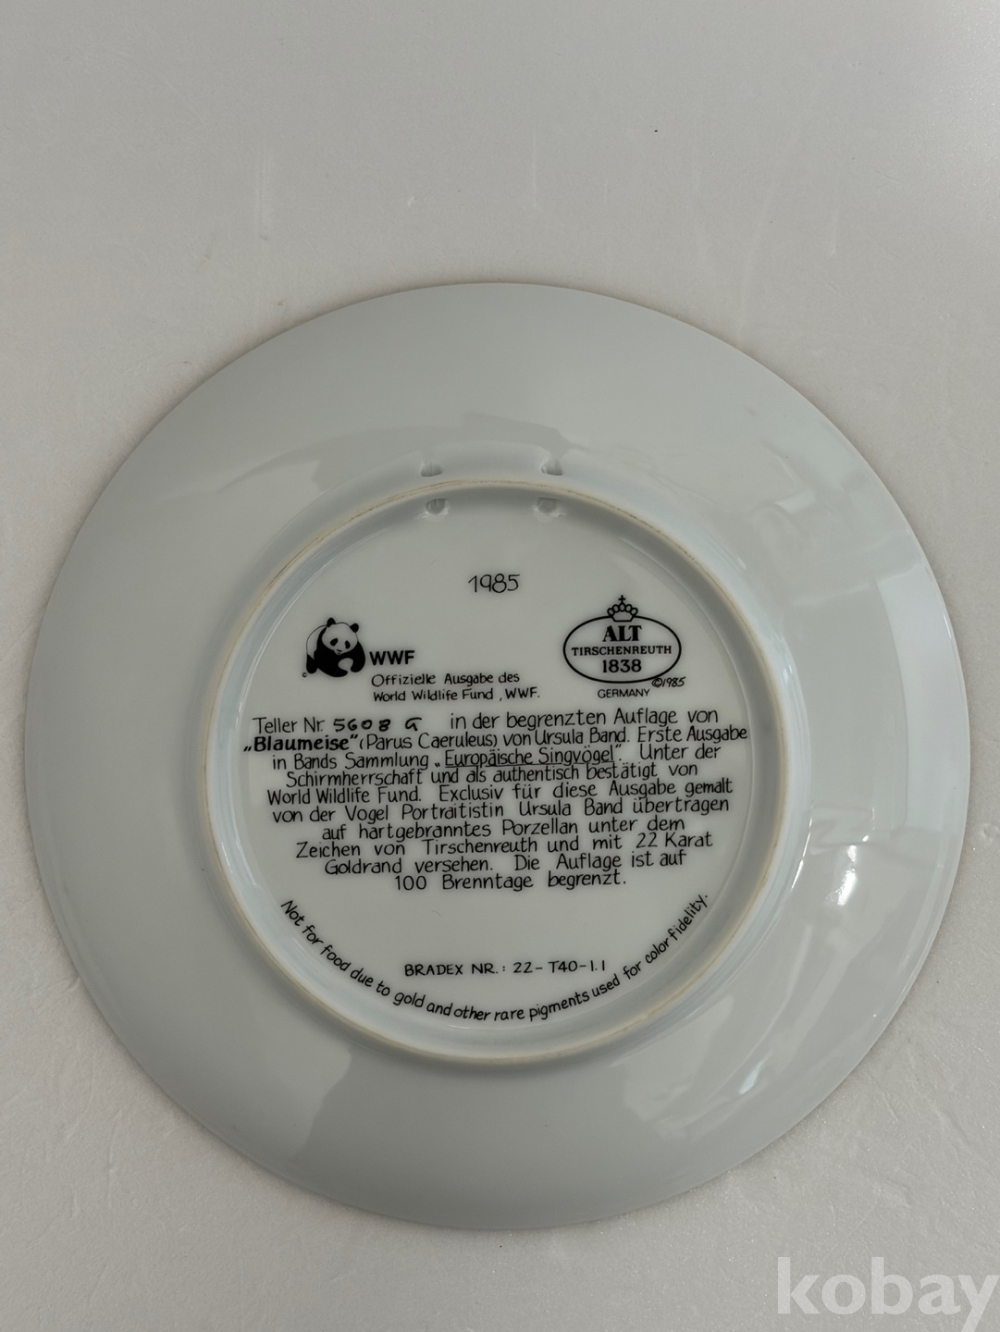 1985
WWF
Offizielle Ausgabe des
World Wildlife Fund, WWF.
ALT
TIRSCHENREUTH
1838
©1985
GERMANY
Teller Nr. 5608 G in der begrenzten Auflage von
„Blaumeise“ (Parus Caeruleus) von Ursula Band. Erste Ausgabe
in Bands Sammlung „Europäische Singvögel“. Unter der
Schirmherrschaft und als authentisch bestätigt von
World Wildlife Fund. Exclusiv für diese Ausgabe gemalt
von der Vogel Portraitistin Ursula Band übertragen
auf hartgebranntes Porzellan unter dem
Zeichen von Tirschenreuth und mit 22 Karat
Goldrand versehen. Die Auflage ist auf
100 Brenntage begrenzt.
BRADEX NR.: 22-T40-1.1
Not for food due to gold and other rare pigments used for color fidelity.
kobay